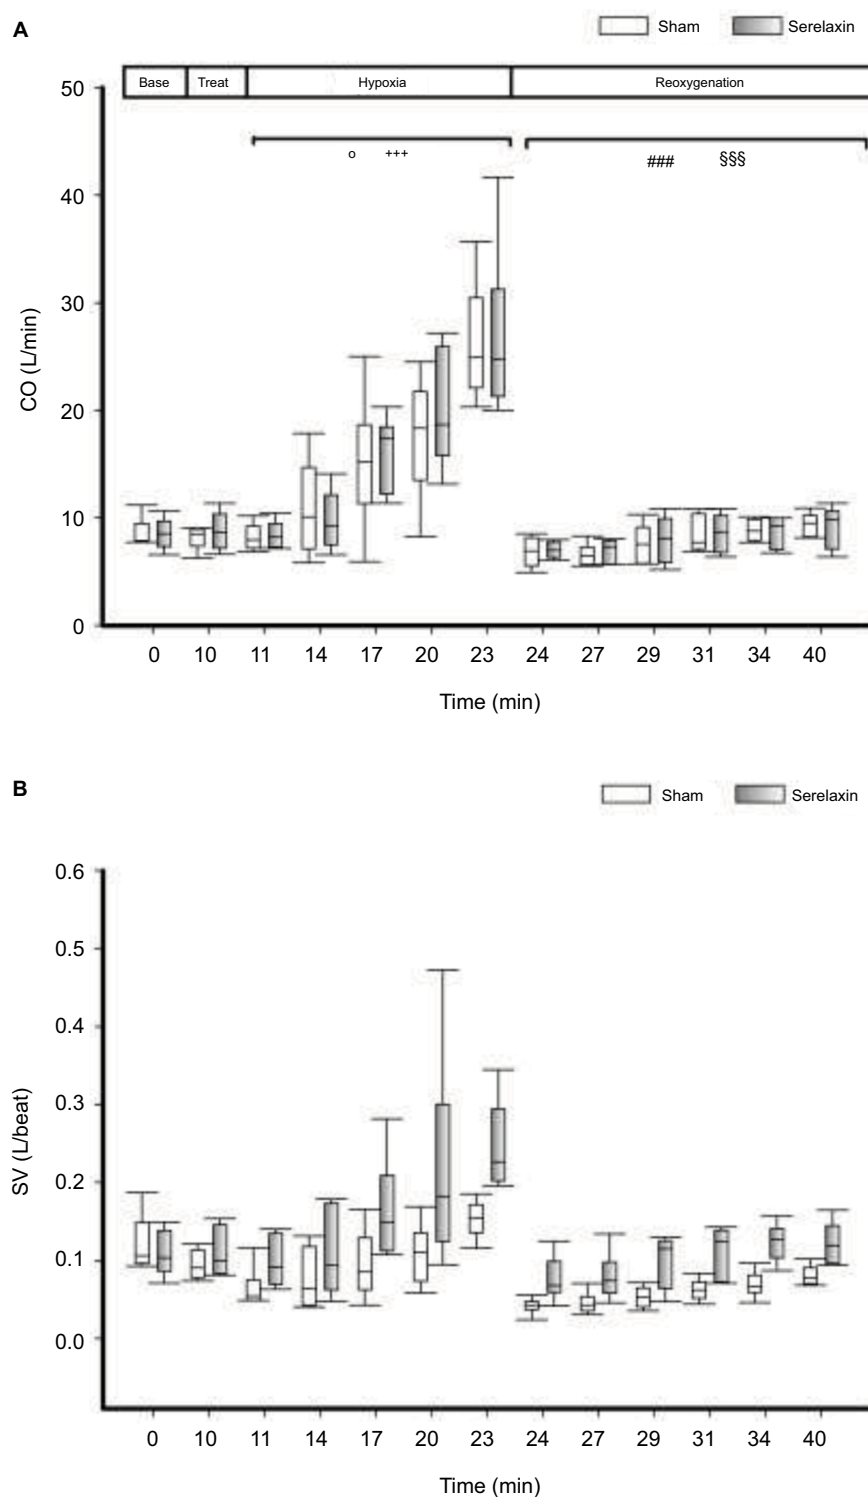 A
Sham Serelaxin
Base Treat Hypoxia Reoxygenation
50
o +++ ### §§§
40
30
20
10
0
CO (L/min)
0 10 11 14 17 20 23 24 27 29 31 34 40
Time (min)
B
Sham Serelaxin
0.6
0.5
0.4
0.3
0.2
0.1
0.0
SV (L/beat)
0 10 11 14 17 20 23 24 27 29 31 34 40
Time (min)